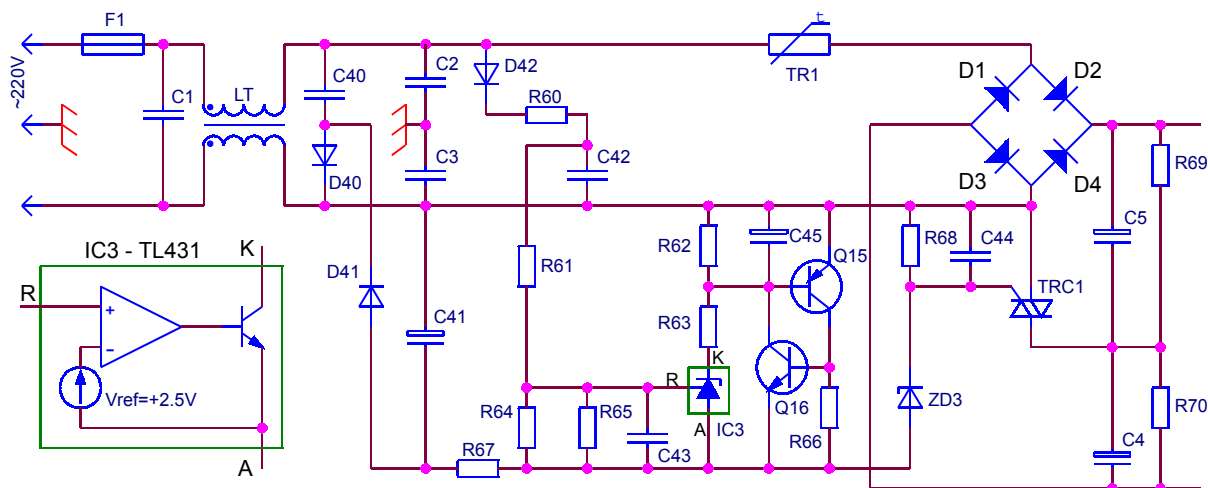 F1
~220V
C1
LT
C40
D40
C2
C3
D42
R60
C42
t
TR1
D1
D2
D3
D4
R69
C5
IC3 - TL431
K
R
+
−
Vref=+2.5V
A
D41
C41
R61
R62
C45
Q15
R68
C44
TRC1
R63
K
R
A
IC3
Q16
R64
R65
C43
R66
R67
ZD3
R70
C4